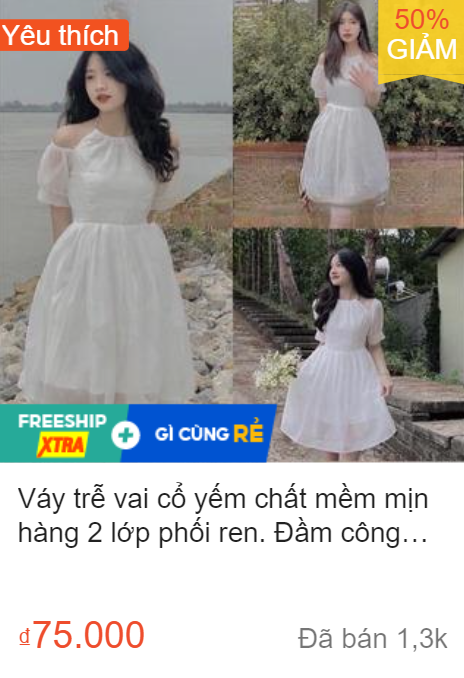 Yêu thích
50%
GIẢM
FREESHIP
XTRA
GÌ CÙNG RẺ
Váy trễ vai cổ yếm chất mềm mịn
hàng 2 lớp phối ren. Đầm công…
₫75.000
Đã bán 1,3k